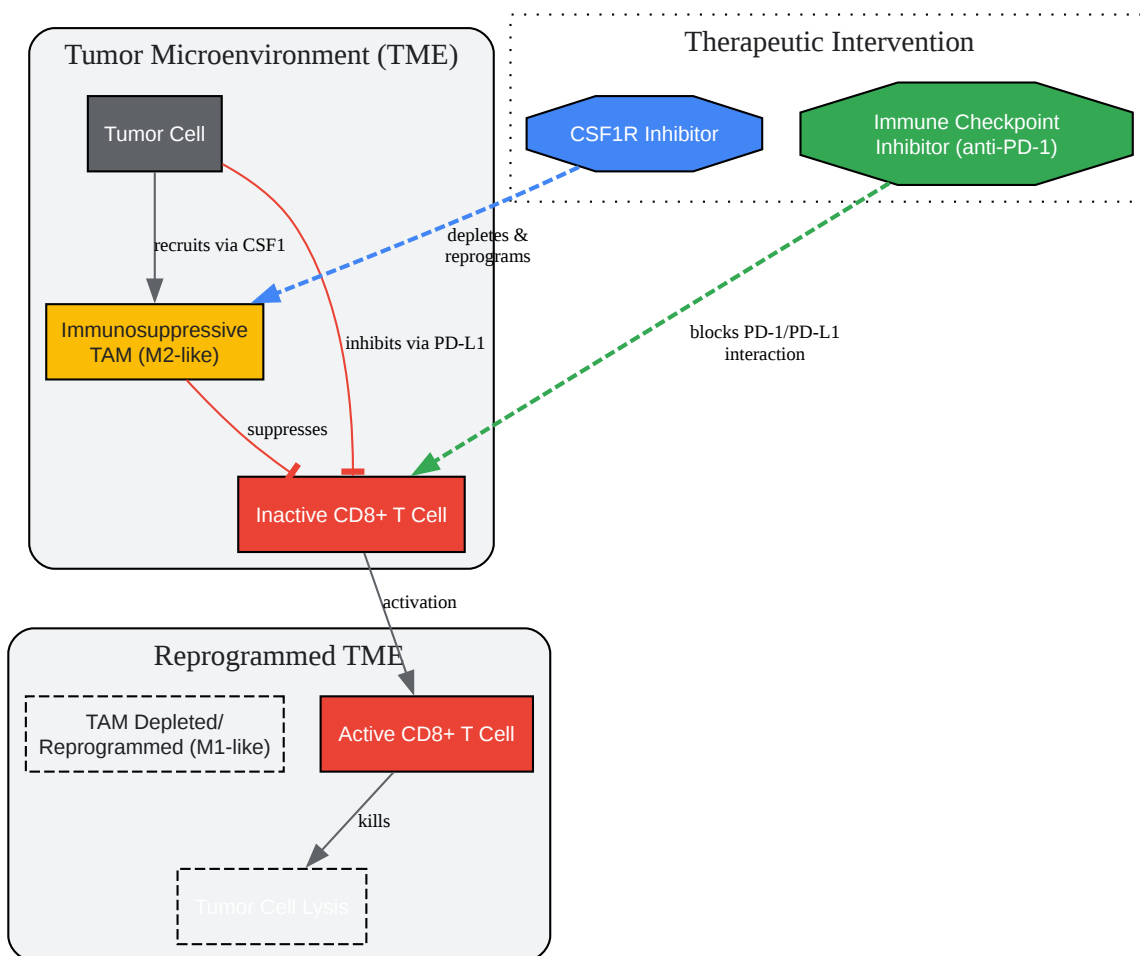 Tumor Microenvironment (TME)
Therapeutic Intervention
Tumor Cell
CSF1R Inhibitor
Immune Checkpoint
Inhibitor (anti-PD-1)
recruits via CSF1
depletes &
reprograms
Immunosuppressive
TAM (M2-like)
inhibits via PD-L1
blocks PD-1/PD-L1
interaction
suppresses
Inactive CD8+ T Cell
activation
Reprogrammed TME
TAM Depleted/
Reprogrammed (M1-like)
Active CD8+ T Cell
kills
Tumor Cell Lysis